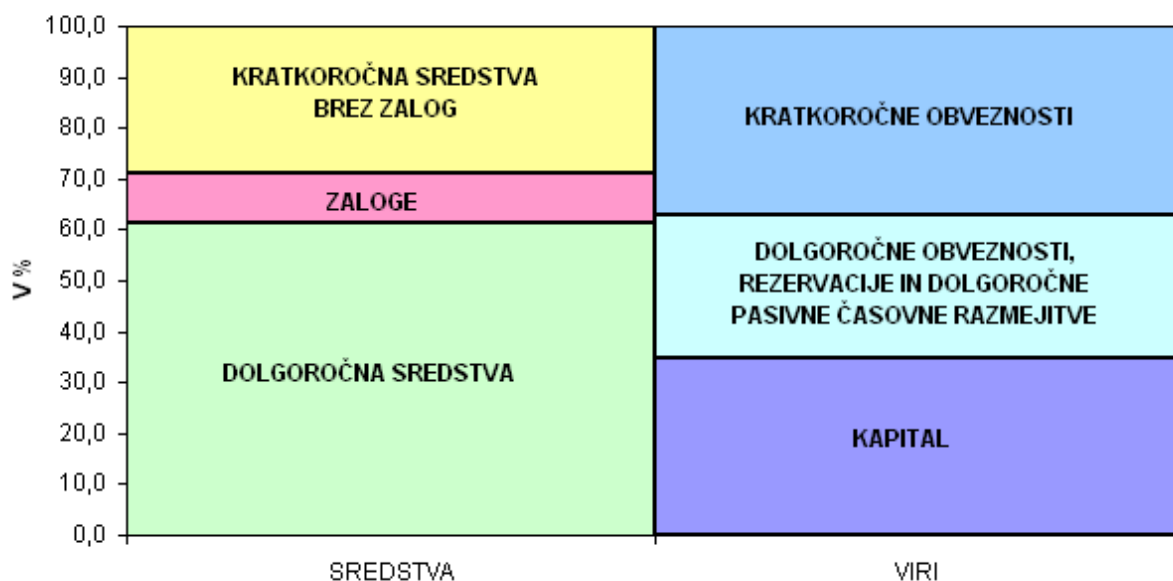 100,0
90,0
80,0
70,0
60,0
50,0
40,0
30,0
20,0
10,0
0,0
V %
KRATKOROČNA SREDSTVA
BREZ ZALOG
ZALOGE
DOLGOROČNA SREDSTVA
KRATKOROČNE OBVEZNOSTI
DOLGOROČNE OBVEZNOSTI,
REZERVACIJE IN DOLGOROČNE
PASIVNE ČASOVNE RAZMEJITVE
KAPITAL
SREDSTVA
VIRI